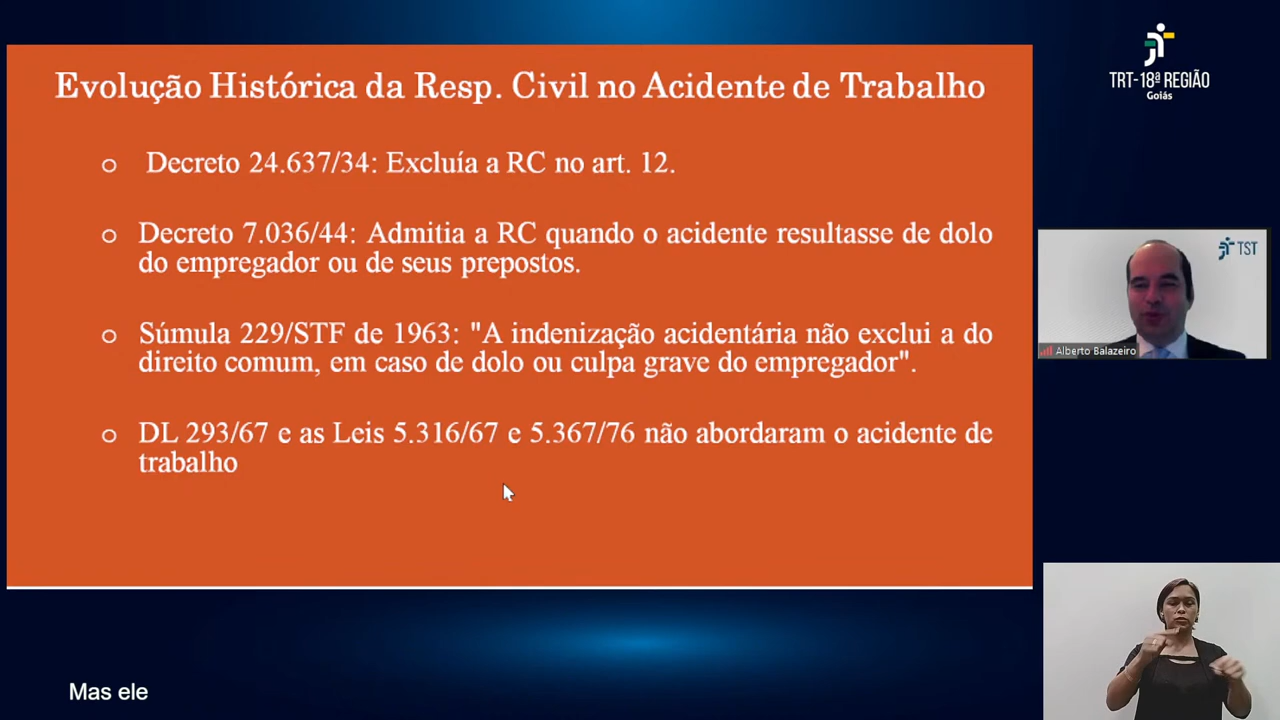 Evolução Histórica da Resp. Civil no Acidente de Trabalho
o Decreto 24.637/34: Excluía a RC no art. 12.
o Decreto 7.036/44: Admitia a RC quando o acidente resultasse de dolo
do empregador ou de seus prepostos.
o Súmula 229/STF de 1963: "A indenização acidentária não exclui a do
direito comum, em caso de dolo ou culpa grave do empregador".
o DL 293/67 e as Leis 5.316/67 e 5.367/76 não abordaram o acidente de
trabalho
TRT-18ª REGIÃO
Goiás
TST
Alberto Balazeiro
Mas ele